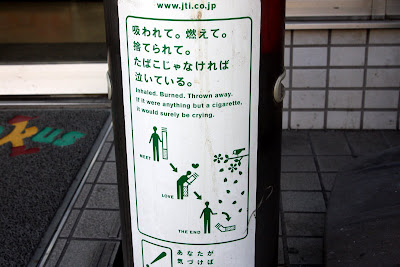 www.jti.co.jp
吸われて。燃えて。
捨てられて。
たばこじゃなければ
泣いている。
Inhaled. Burned. Thrown away.
If it were anything but a cigarette,
it would surely be crying.
MEET
LOVE
THE END
あなたが
気づけば
kus